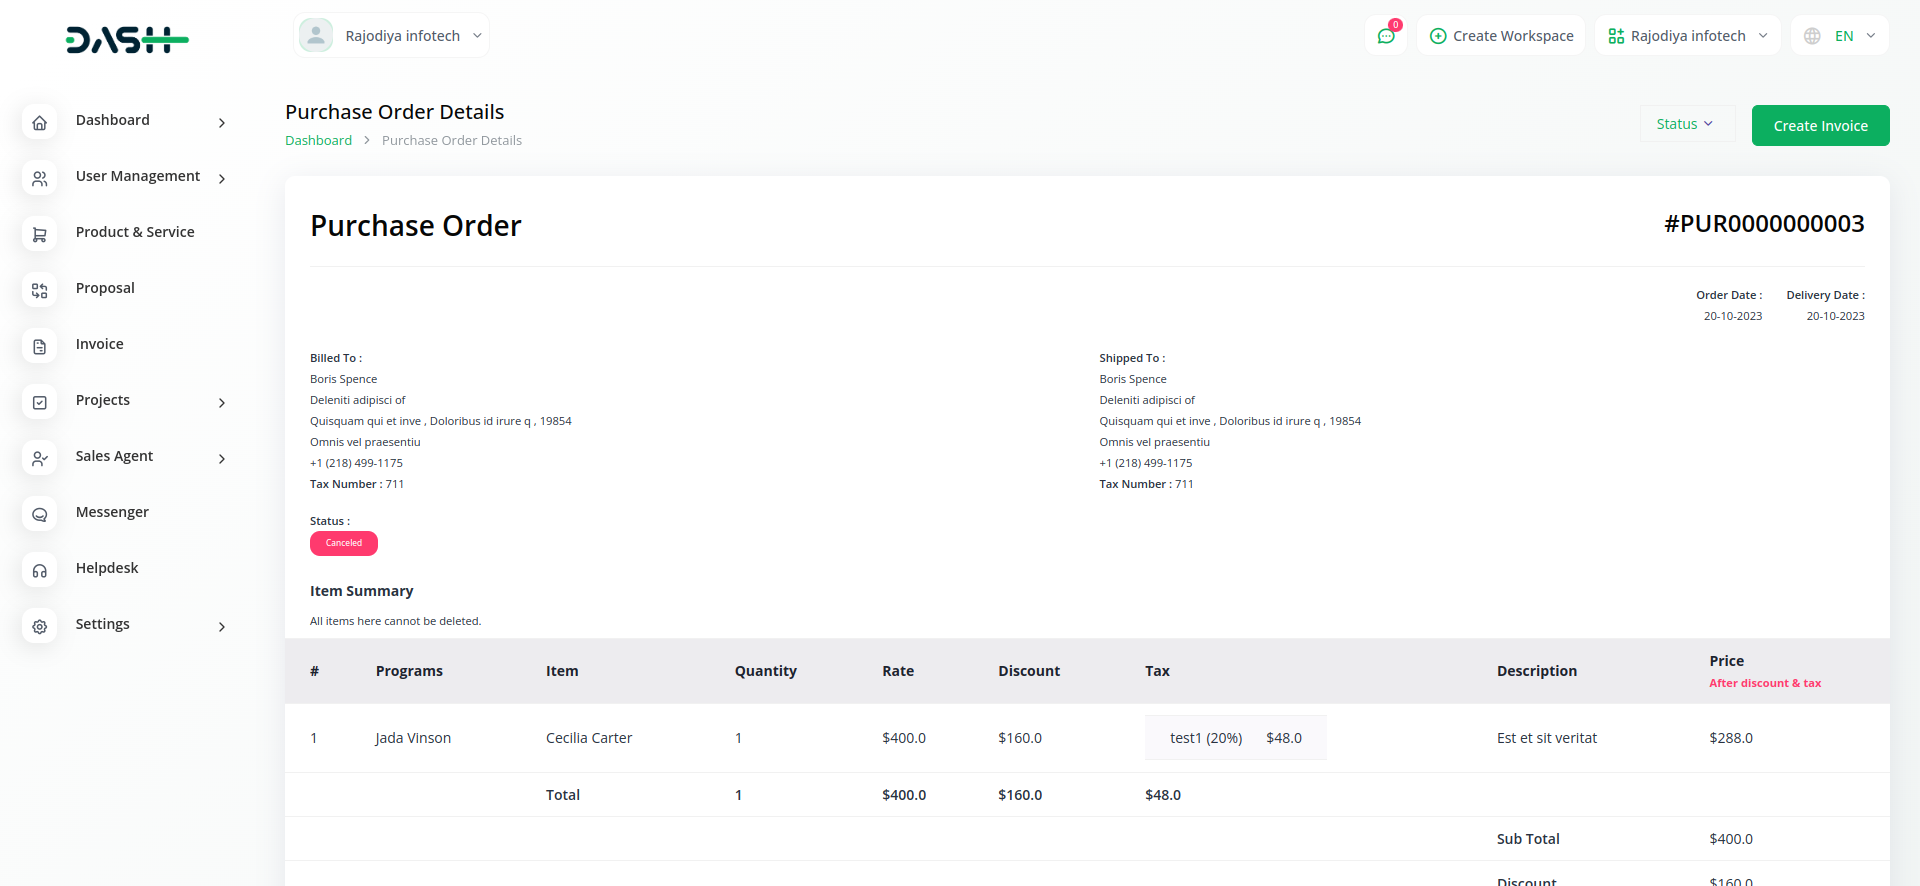 DASH
Rajodiya infotech
0
Create Workspace
Rajodiya infotech
EN
Dashboard
User Management
Product & Service
Proposal
Invoice
Projects
Sales Agent
Messenger
Helpdesk
Settings
Purchase Order Details
Dashboard > Purchase Order Details
Status
Create Invoice
Purchase Order
#PUR0000000003
Order Date :
20-10-2023
Delivery Date :
20-10-2023
Billed To :
Boris Spence
Deleniti adipisci of
Quisquam qui et inve , Doloribus id irure q , 19854
Omnis vel praesentiu
+1 (218) 499-1175
Tax Number : 711
Shipped To :
Boris Spence
Deleniti adipisci of
Quisquam qui et inve , Doloribus id irure q , 19854
Omnis vel praesentiu
+1 (218) 499-1175
Tax Number : 711
Status :
Canceled
Item Summary
All items here cannot be deleted.
# Programs Item Quantity Rate Discount Tax Description Price
After discount & tax
1 Jada Vinson Cecilia Carter 1 $400.0 $160.0 test1 (20%) $48.0 Est et sit veritat $288.0
Total 1 $400.0 $160.0 $48.0
Sub Total $400.0
Discount $160.0